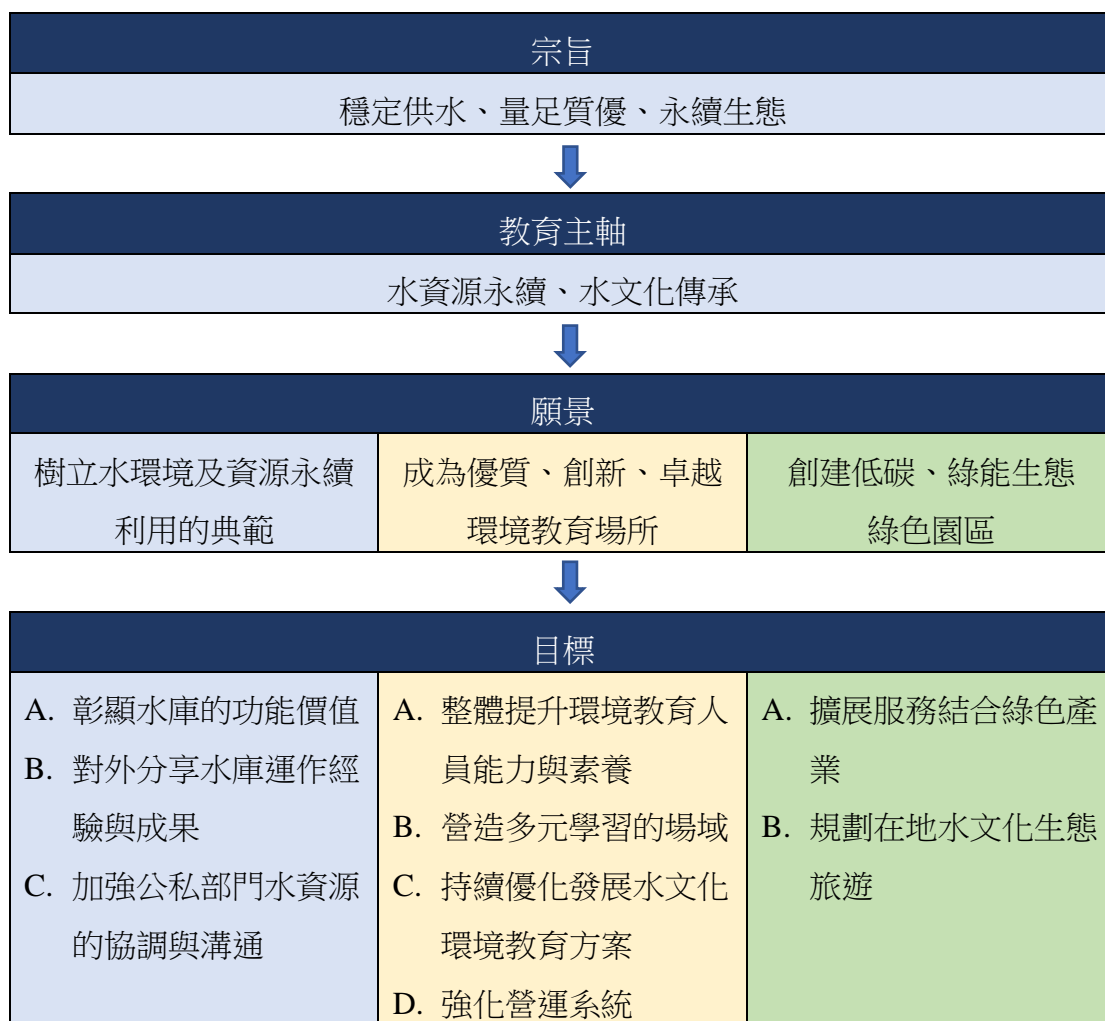 宗旨
穩定供水、量足質優、永續生態
教育主軸
水資源永續、水文化傳承
願景
樹立水環境及資源永續
利用的典範
成為優質、創新、卓越
環境教育場所
創建低碳、綠能生態
綠色園區
目標
A. 彰顯水庫的功能價值
B. 對外分享水庫運作經
驗與成果
C. 加強公私部門水資源
的協調與溝通
A. 整體提升環境教育人
員能力與素養
B. 營造多元學習的場域
C. 持續優化發展水文化
環境教育方案
D. 強化營運系統
A. 擴展服務結合綠色產
業
B. 規劃在地水文化生態
旅遊